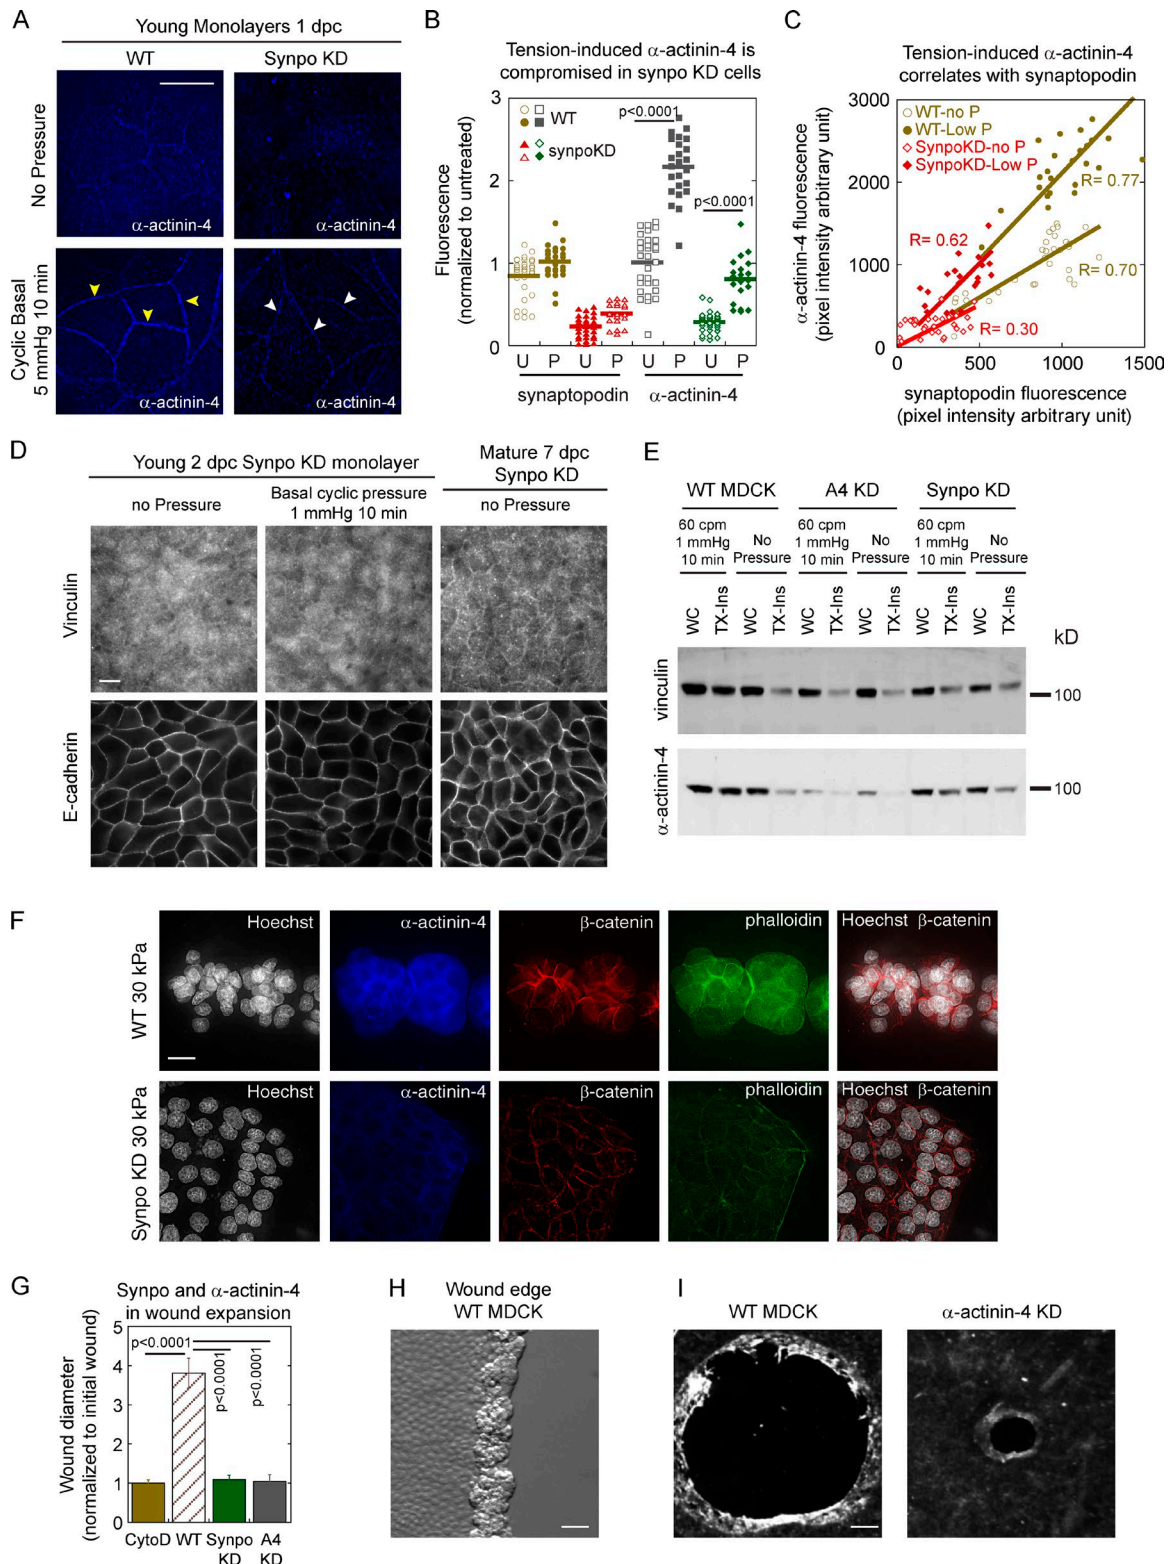 A
Young Monolayers 1 dpc
WT
Synpo KD
No Pressure
α-actinin-4
α-actinin-4
Cyclic Basal
5 mmHg 10 min
α-actinin-4
α-actinin-4
B
Tension-induced α-actinin-4 is
compromised in synpo KD cells
Fluorescence
(normalized to untreated)
3
2
1
0
WT
synpoKD
p<0.0001
p<0.0001
U P U P U P U P
synaptopodin α-actinin-4
C
Tension-induced α-actinin-4
correlates with synaptopodin
α-actinin-4 fluorescence
(pixel intensity arbitrary unit)
3000
2000
1000
0
WT-no P
WT-Low P
SynpoKD-no P
SynpoKD-Low P
R= 0.77
R= 0.62
R= 0.70
R= 0.30
0 500 1000 1500
synaptopodin fluorescence
(pixel intensity arbitrary unit)
D
Young 2 dpc Synpo KD monolayer
Mature 7 dpc
Synpo KD
no Pressure
Basal cyclic pressure
1 mmHg 10 min
no Pressure
Vinculin
E-cadherin
E
WT MDCK A4 KD Synpo KD
60 cpm
1 mmHg
10 min
No
Pressure
60 cpm
1 mmHg
10 min
No
Pressure
60 cpm
1 mmHg
10 min
No
Pressure
WC TX-Ins WC TX-Ins WC TX-Ins WC TX-Ins WC TX-Ins WC TX-Ins
kD
vinculin
100
α-actinin-4
100
F
WT 30 kPa
Hoechst
α-actinin-4
β-catenin
phalloidin
Hoechst β-catenin
Synpo KD 30 kPa
Hoechst
α-actinin-4
β-catenin
phalloidin
Hoechst β-catenin
G
Synpo and α-actinin-4
in wound expansion
Wound diameter
(normalized to initial wound)
5
4
3
2
1
0
p<0.0001
p<0.0001
p<0.0001
CytoD WT Synpo KD A4 KD
H
Wound edge
WT MDCK
I
WT MDCK
α-actinin-4 KD